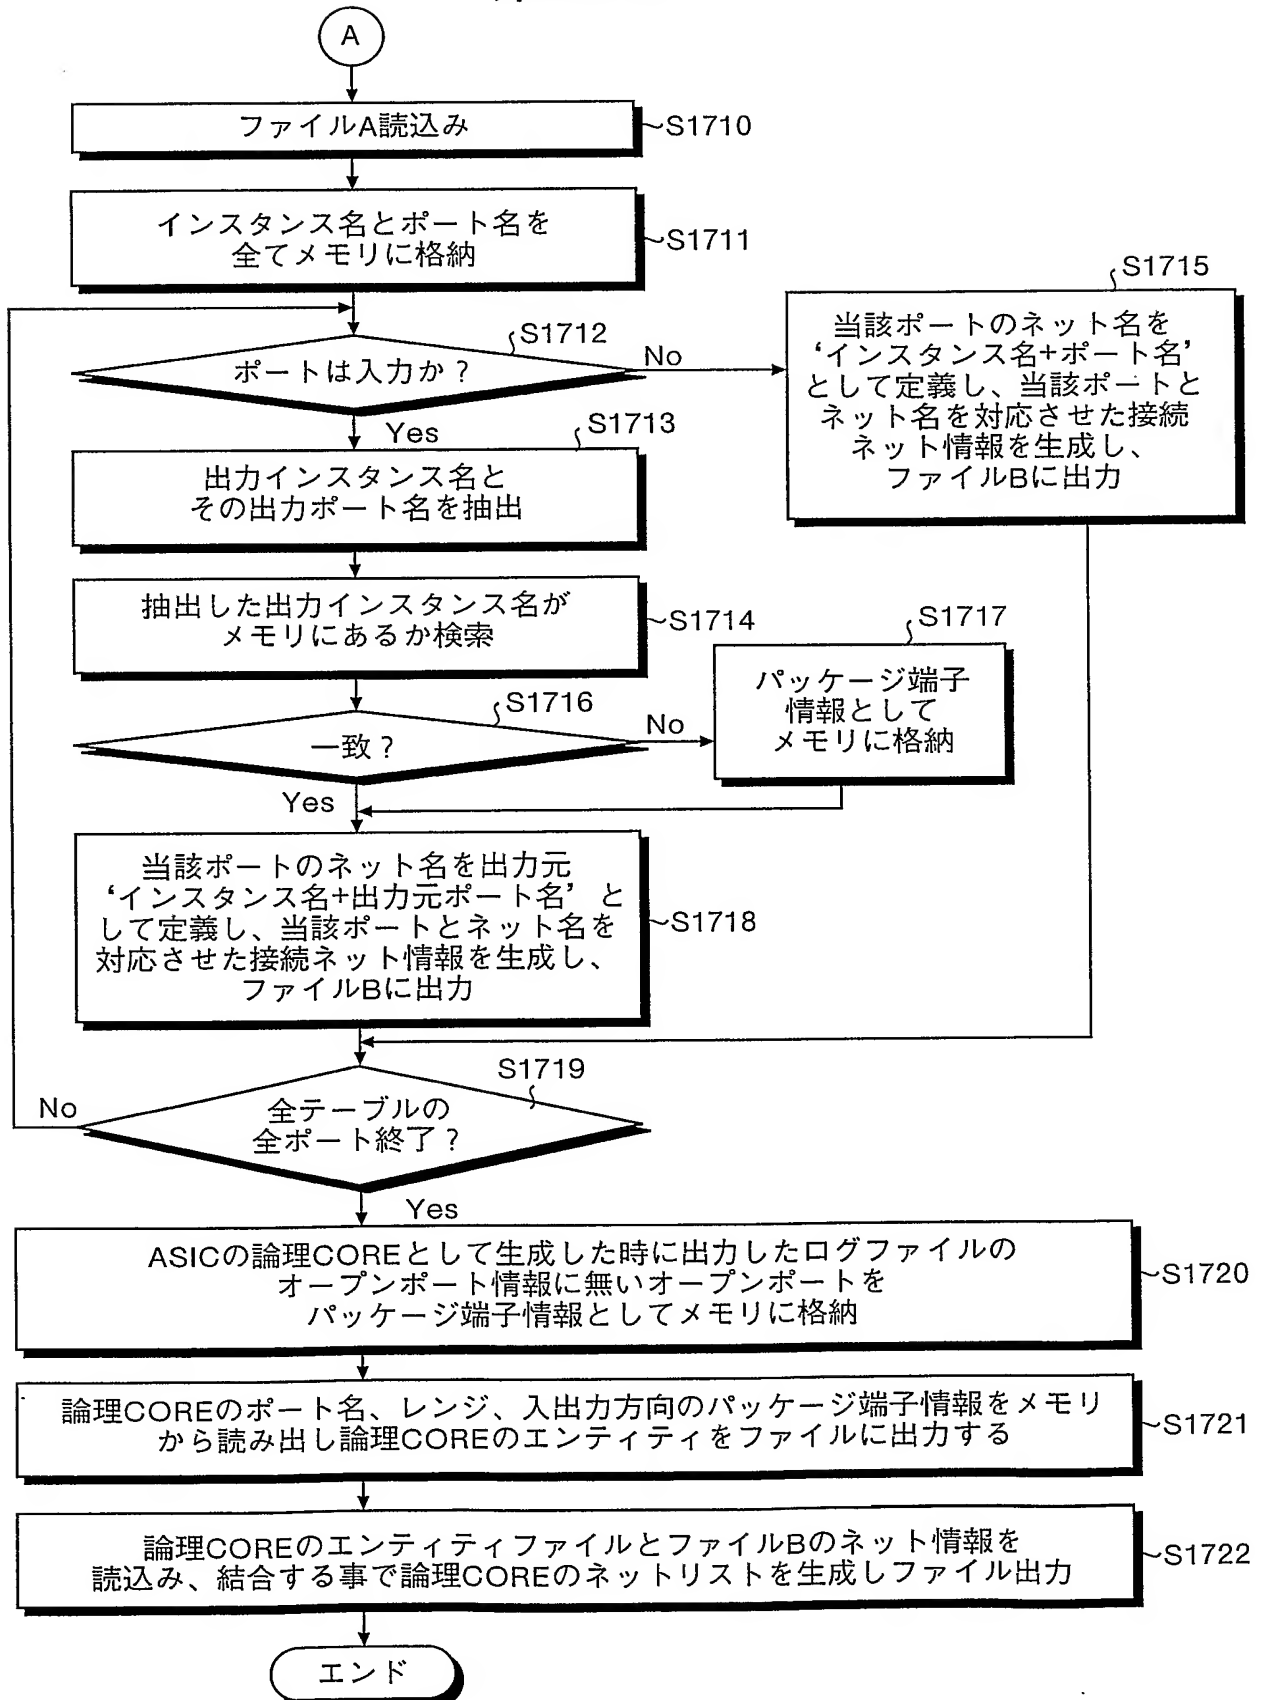 A
ファイルA読込み
S1710
インスタンス名とポート名を
全てメモリに格納
S1711
S1712
ポートは入力か？
No
Yes
S1715
当該ポートのネット名を
‘インスタンス名+ポート名’
として定義し、当該ポートと
ネット名を対応させた接続
ネット情報を生成し、
ファイルBに出力
S1713
出力インスタンス名と
その出力ポート名を抽出
抽出した出力インスタンス名が
メモリにあるか検索
S1714
S1716
一致？
No
Yes
S1717
パッケージ端子
情報として
メモリに格納
当該ポートのネット名を出力元
‘インスタンス名+出力元ポート名’ と
して定義し、当該ポートとネット名を
対応させた接続ネット情報を生成し、
ファイルBに出力
S1718
S1719
全テーブルの
全ポート終了？
No
Yes
ASICの論理COREとして生成した時に出力したログファイルの
オープンポート情報に無いオープンポートを
パッケージ端子情報としてメモリに格納
S1720
論理COREのポート名、レンジ、入出力方向のパッケージ端子情報をメモリ
から読み出し論理COREのエンティティをファイルに出力する
S1721
論理COREのエンティティファイルとファイルBのネット情報を
読込み、結合する事で論理COREのネットリストを生成しファイル出力
S1722
エンド